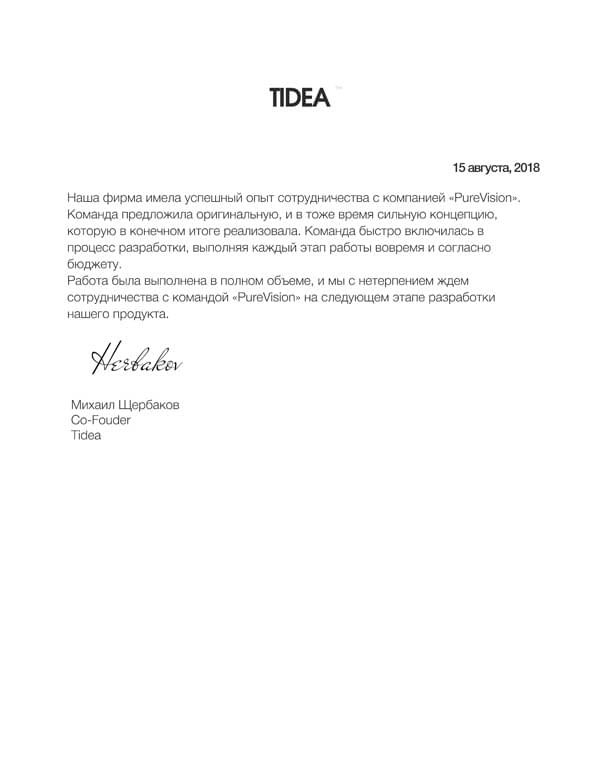 TIDEA ™
15 августа, 2018
Наша фирма имела успешный опыт сотрудничества с компанией «PureVision».
Команда предложила оригинальную, и в тоже время сильную концепцию,
которую в конечном итоге реализовала. Команда быстро включилась в
процесс разработки, выполняя каждый этап работы вовремя и согласно
бюджету.
Работа была выполнена в полном объеме, и мы с нетерпением ждем
сотрудничества с командой «PureVision» на следующем этапе разработки
нашего продукта.
Herbakov
Михаил Щербаков
Co-Fouder
Tidea